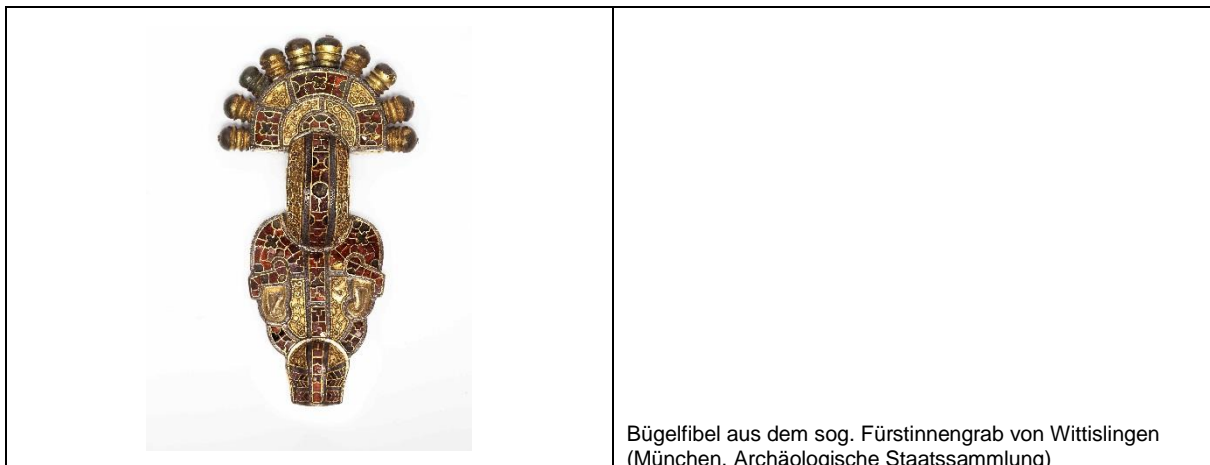 Bügelfibel aus dem sog. Fürstinnengrab von Wittislingen
(München, Archäologische Staatssammlung)